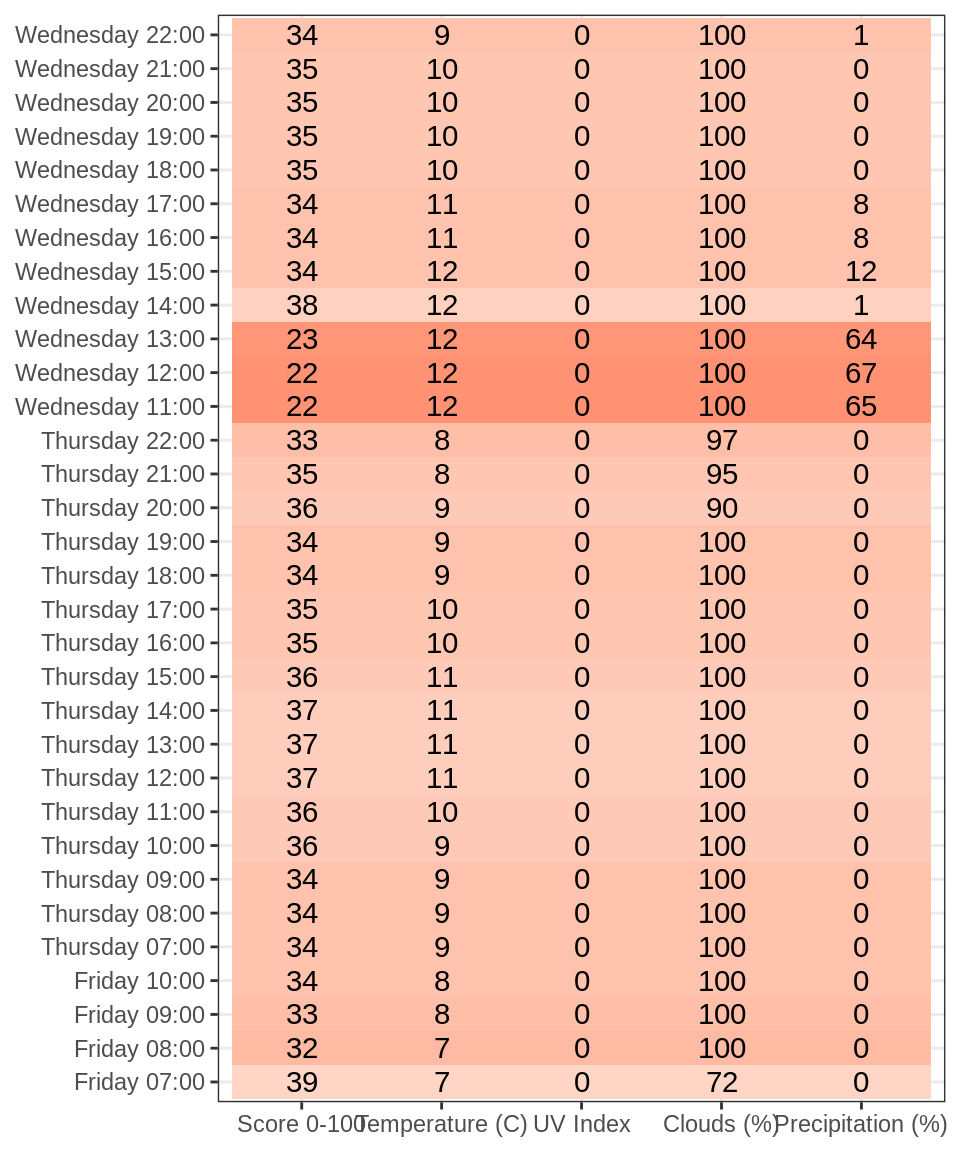 Wednesday 22:00 34 9 0 100 1
Wednesday 21:00 35 10 0 100 0
Wednesday 20:00 35 10 0 100 0
Wednesday 19:00 35 10 0 100 0
Wednesday 18:00 35 10 0 100 0
Wednesday 17:00 34 11 0 100 8
Wednesday 16:00 34 11 0 100 8
Wednesday 15:00 34 12 0 100 12
Wednesday 14:00 38 12 0 100 1
Wednesday 13:00 23 12 0 100 64
Wednesday 12:00 22 12 0 100 67
Wednesday 11:00 22 12 0 100 65
Thursday 22:00 33 8 0 97 0
Thursday 21:00 35 8 0 95 0
Thursday 20:00 36 9 0 90 0
Thursday 19:00 34 9 0 100 0
Thursday 18:00 34 9 0 100 0
Thursday 17:00 35 10 0 100 0
Thursday 16:00 35 10 0 100 0
Thursday 15:00 36 11 0 100 0
Thursday 14:00 37 11 0 100 0
Thursday 13:00 37 11 0 100 0
Thursday 12:00 37 11 0 100 0
Thursday 11:00 36 10 0 100 0
Thursday 10:00 36 9 0 100 0
Thursday 09:00 34 9 0 100 0
Thursday 08:00 34 9 0 100 0
Thursday 07:00 34 9 0 100 0
Friday 10:00 34 8 0 100 0
Friday 09:00 33 8 0 100 0
Friday 08:00 32 7 0 100 0
Friday 07:00 39 7 0 72 0
Score 0-100 Temperature (C) UV Index Clouds (%) Precipitation (%)